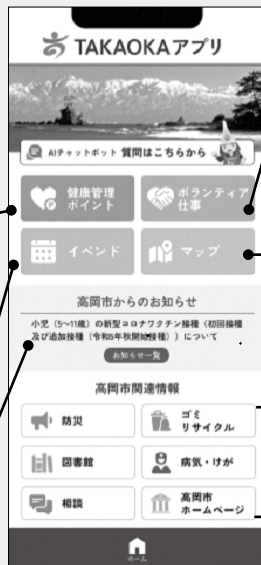 TAKAOKAアプリ
AIチャットボット 質問はこちらから
健康管理
ポイント
ボランティア
仕事
イベント
マップ
高岡市からのお知らせ
小児（5～11歳）の新型コロナワクチン接種（初回接種
及び追加接種（令和5年秋開始接種））について
お知らせ一覧
高岡市関連情報
防災
ゴミ
リサイクル
図書館
病気・けが
相談
高岡市
ホームページ
ホーム